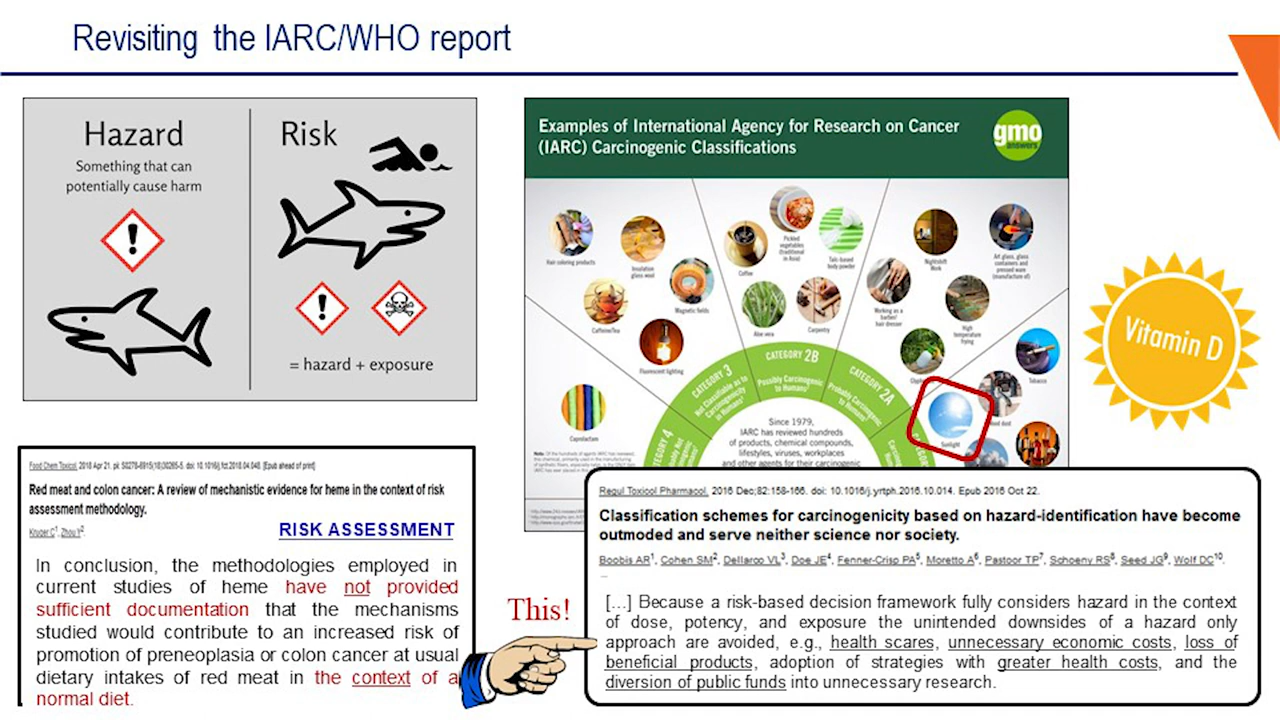 Revisiting the IARC/WHO report
Hazard
Something that can
potentially cause harm
Risk
= hazard + exposure
Examples of International Agency for Research on Cancer
(IARC) Carcinogenic Classifications
gmo
answers
Hair coloring products
Insulation
glass wool
Magnetic fields
Caffeine/Tea
Fluorescent lighting
Caprolactam
Coffee
Pickled
vegetables
(traditional
in Asia)
Talc-based
body powder
Aloe vera
Carpentry
Nightshift
Work
Art glass, glass
containers and
pressed ware
(manufacture of)
Working as a
barber/
hair dresser
High
temperature
frying
Tobacco
Sunlight
CATEGORY 4
CATEGORY 3
Not Classifiable as to
Carcinogenicity
in Humans
CATEGORY 2B
Possibly Carcinogenic
to Humans
CATEGORY 2A
Probably Carcinogenic
to Humans
Since 1979,
IARC has reviewed hundreds
of products, chemical compounds,
lifestyles, viruses, workplaces
and other agents for their carcinogenic
Vitamin D
Food Chem Toxicol. 2018 Apr 21. pii: S0278-6915(18)30265-5. doi: 10.1016/j.fct.2018.04.048. [Epub ahead of print]
Red meat and colon cancer: A review of mechanistic evidence for heme in the context of risk
assessment methodology.
Kruger C1, Zhou Y2.
RISK ASSESSMENT
In conclusion, the methodologies employed in
current studies of heme have not provided
sufficient documentation that the mechanisms
studied would contribute to an increased risk of
promotion of preneoplasia or colon cancer at usual
dietary intakes of red meat in the context of a
normal diet.
This!
Regul Toxicol Pharmacol. 2016 Dec;82:158-166. doi: 10.1016/j.yrtph.2016.10.014. Epub 2016 Oct 22.
Classification schemes for carcinogenicity based on hazard-identification have become
outmoded and serve neither science nor society.
Boobis AR1, Cohen SM2, Dellarco VL3, Doe JE4, Fenner-Crisp PA5, Moretto A6, Pastoor TP7, Schoeny RS8, Seed JG9, Wolf DC10.
[...] Because a risk-based decision framework fully considers hazard in the context
of dose, potency, and exposure the unintended downsides of a hazard only
approach are avoided, e.g., health scares, unnecessary economic costs, loss of
beneficial products, adoption of strategies with greater health costs, and the
diversion of public funds into unnecessary research.